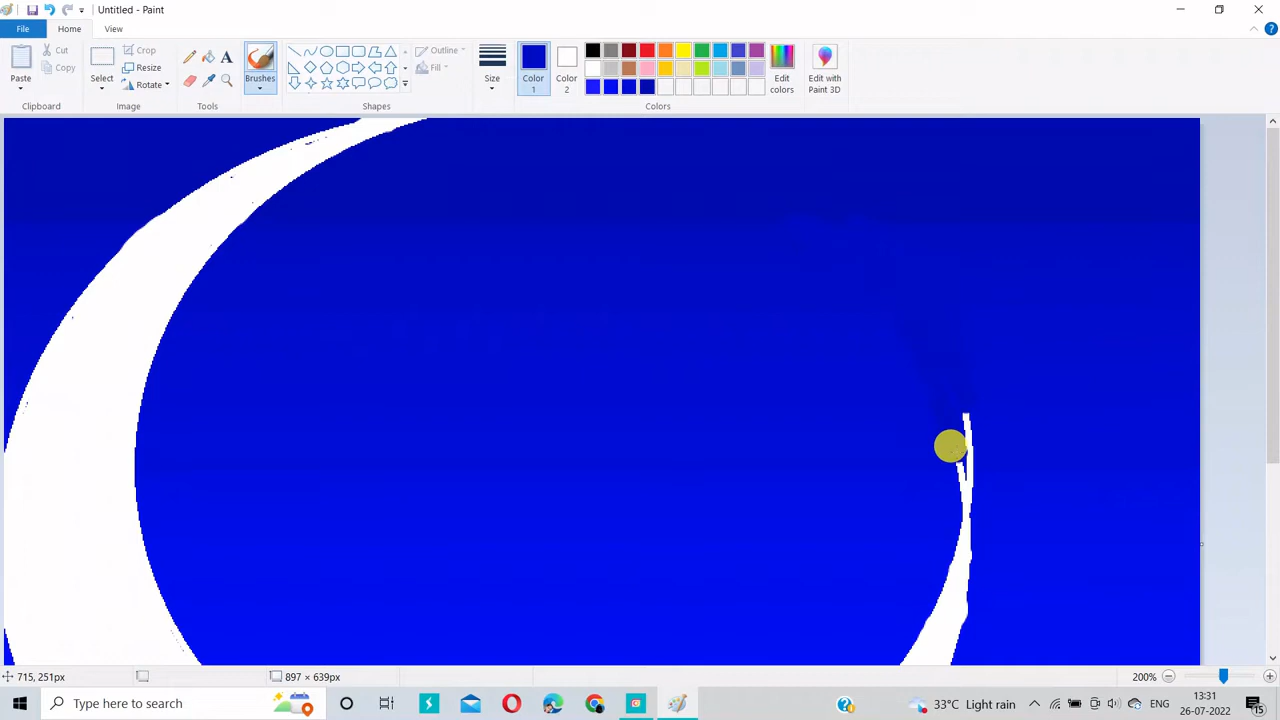 Untitled - Paint
File
Home
View
Paste
Cut
Copy
Clipboard
Select
Crop
Resize
Rotate
Image
A
Tools
Brushes
Outline
Fill
Shapes
Size
Color 1
Color 2
Edit colors
Edit with Paint 3D
Colors
715, 251px
897 × 639px
200%
Type here to search
33°C Light rain
ENG
13:31
26-07-2022
15